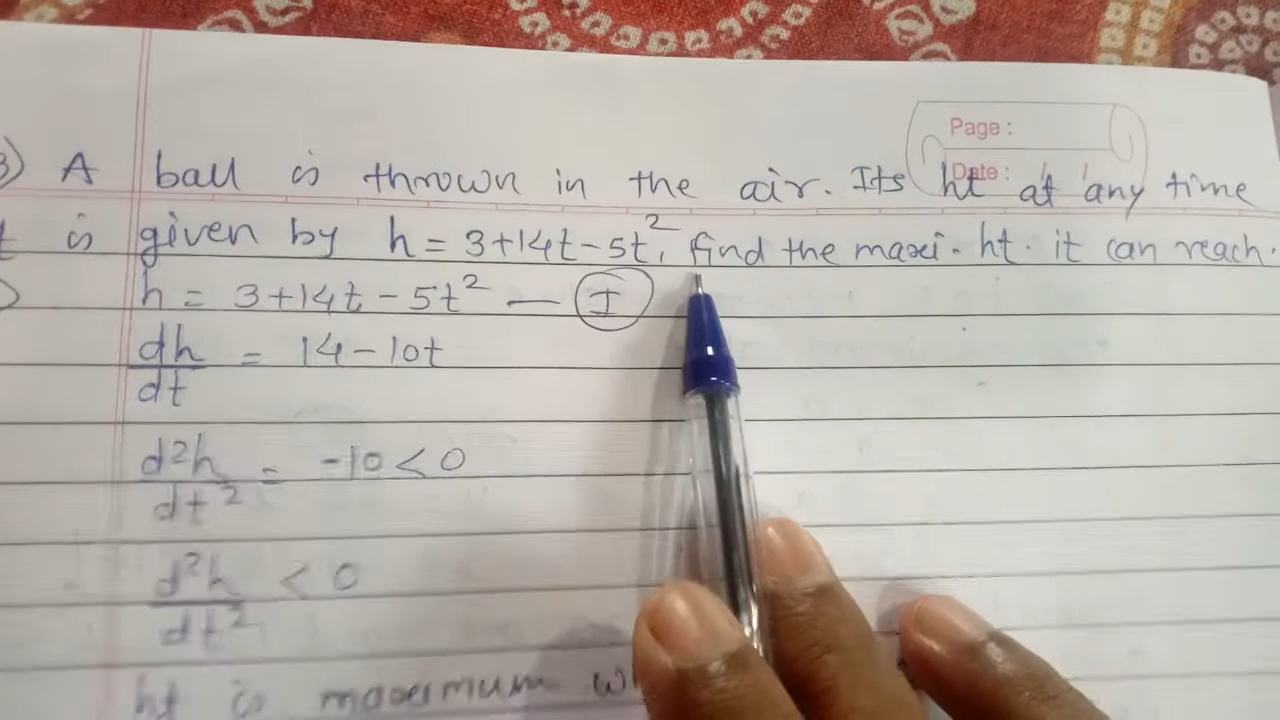 Page :
Date :
3) A ball is thrown in the air. Its ht at any time
t is given by h = 3+14t-5t², find the maxi. ht. it can reach.
h = 3+14t-5t² — I
dh/dt = 14-10t
d²h/dt² = -10<0
d²h/dt² < 0
ht is maximum